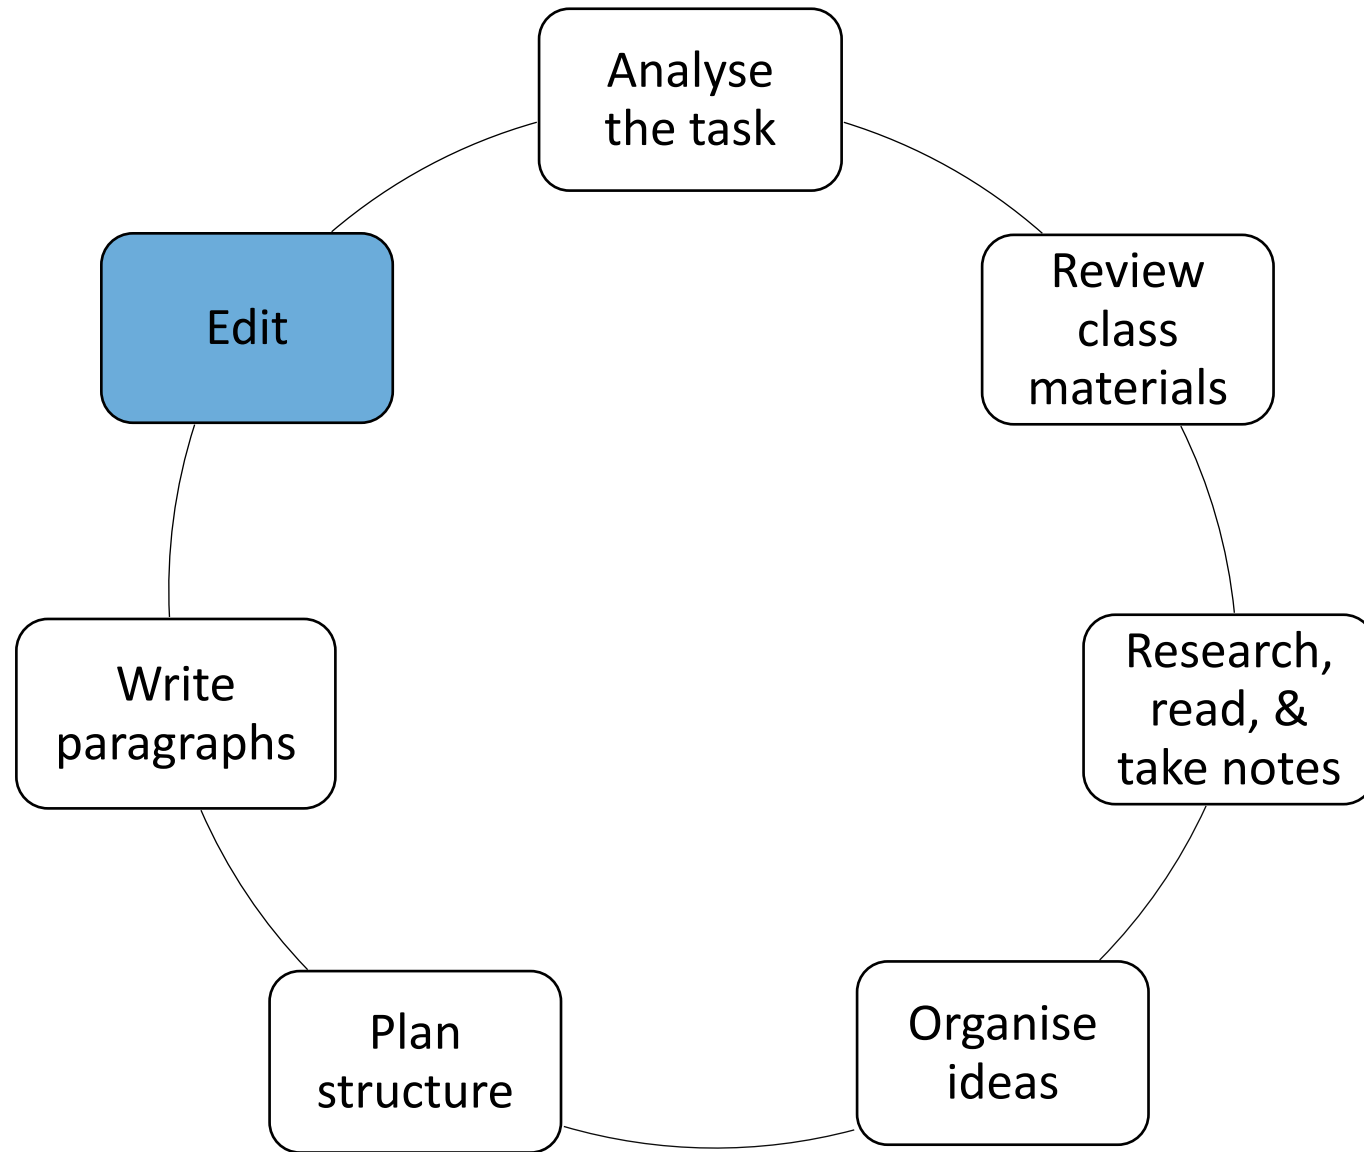 Analyse
the task
Review
class
materials
Research,
read, &
take notes
Organise
ideas
Plan
structure
Write
paragraphs
Edit